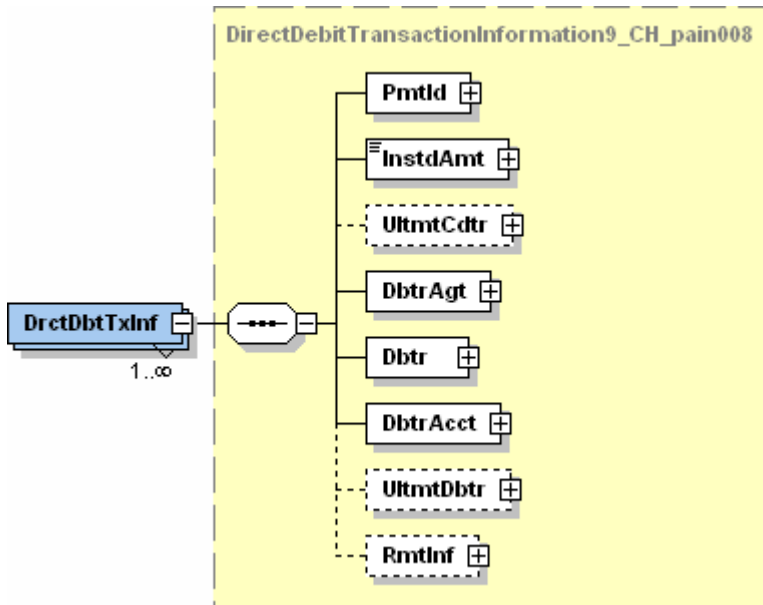 DirectDebitTransactionInformation9_CH_pain008
PmtId
InstdAmt
UltmtCdtr
DbtrAgt
DrctDbtTxInf
1..∞
Dbtr
DbtrAcct
UltmtDbtr
RmtInf